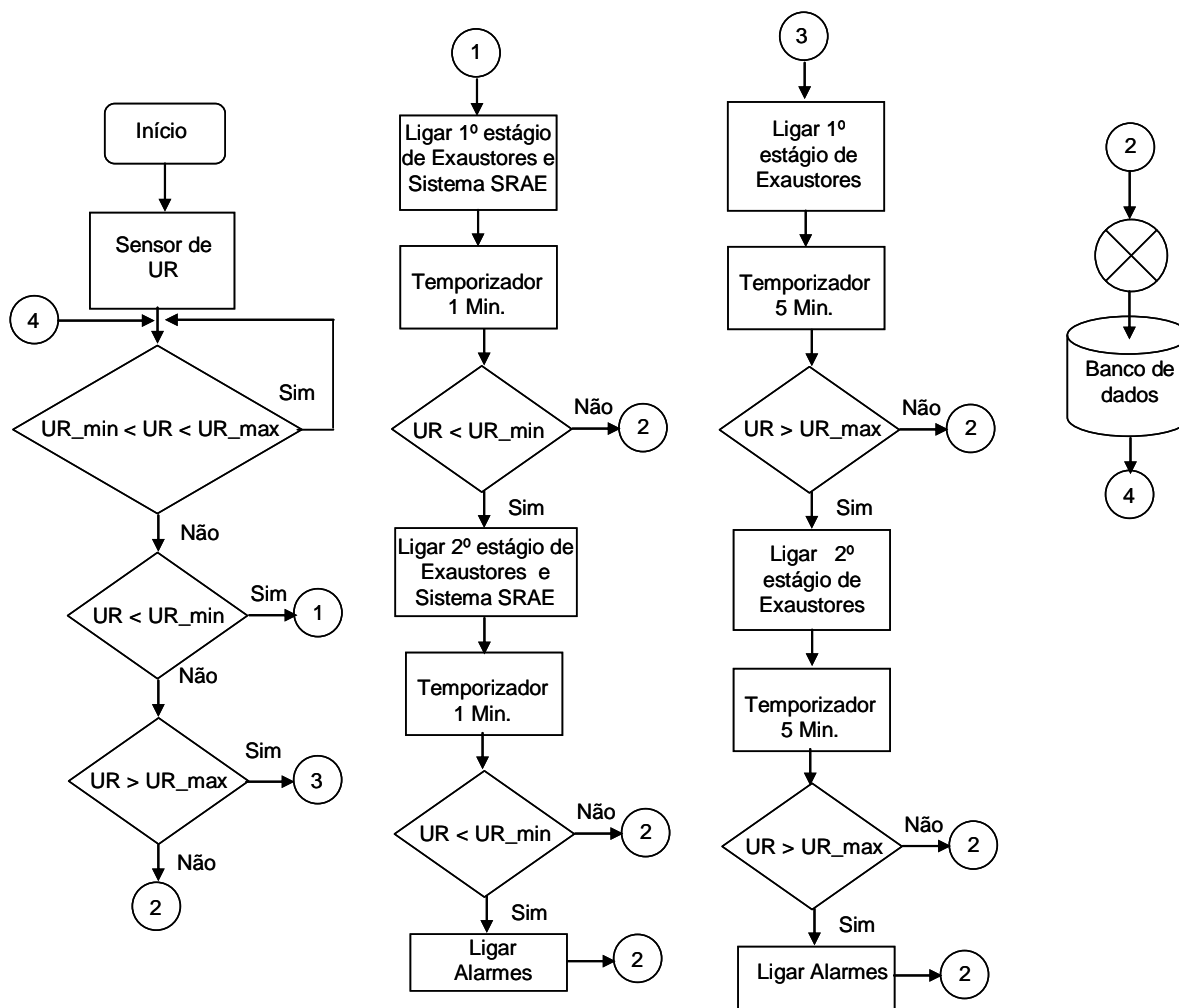 Início
Sensor de
UR
4
Sim
UR_min < UR < UR_max
Não
UR < UR_min
Sim
1
Não
UR > UR_max
Sim
3
Não
2
1
Ligar 1º estágio
de Exaustores e
Sistema SRAE
Temporizador
1 Min.
UR < UR_min
Não
2
Sim
Ligar 2º estágio de
Exaustores e
Sistema SRAE
Temporizador
1 Min.
UR < UR_min
Não
2
Sim
Ligar
Alarmes
2
3
Ligar 1º
estágio de
Exaustores
Temporizador
5 Min.
UR > UR_max
Não
2
Sim
Ligar 2º
estágio de
Exaustores
Temporizador
5 Min.
UR > UR_max
Não
2
Sim
Ligar Alarmes
2
2
Banco de
dados
4